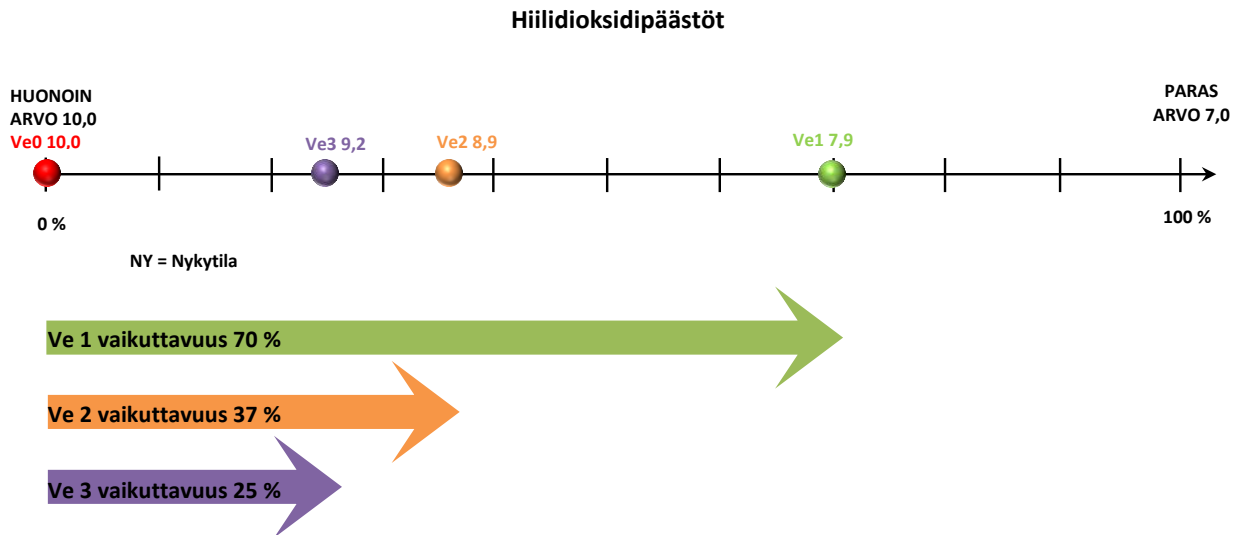 Hiilidioksidipäästöt
HUONOIN
ARVO 10,0
Ve0 10,0
Ve3 9,2
Ve2 8,9
Ve1 7,9
PARAS
ARVO 7,0
0 %
100 %
NY = Nykytila
Ve 1 vaikuttavuus 70 %
Ve 2 vaikuttavuus 37 %
Ve 3 vaikuttavuus 25 %